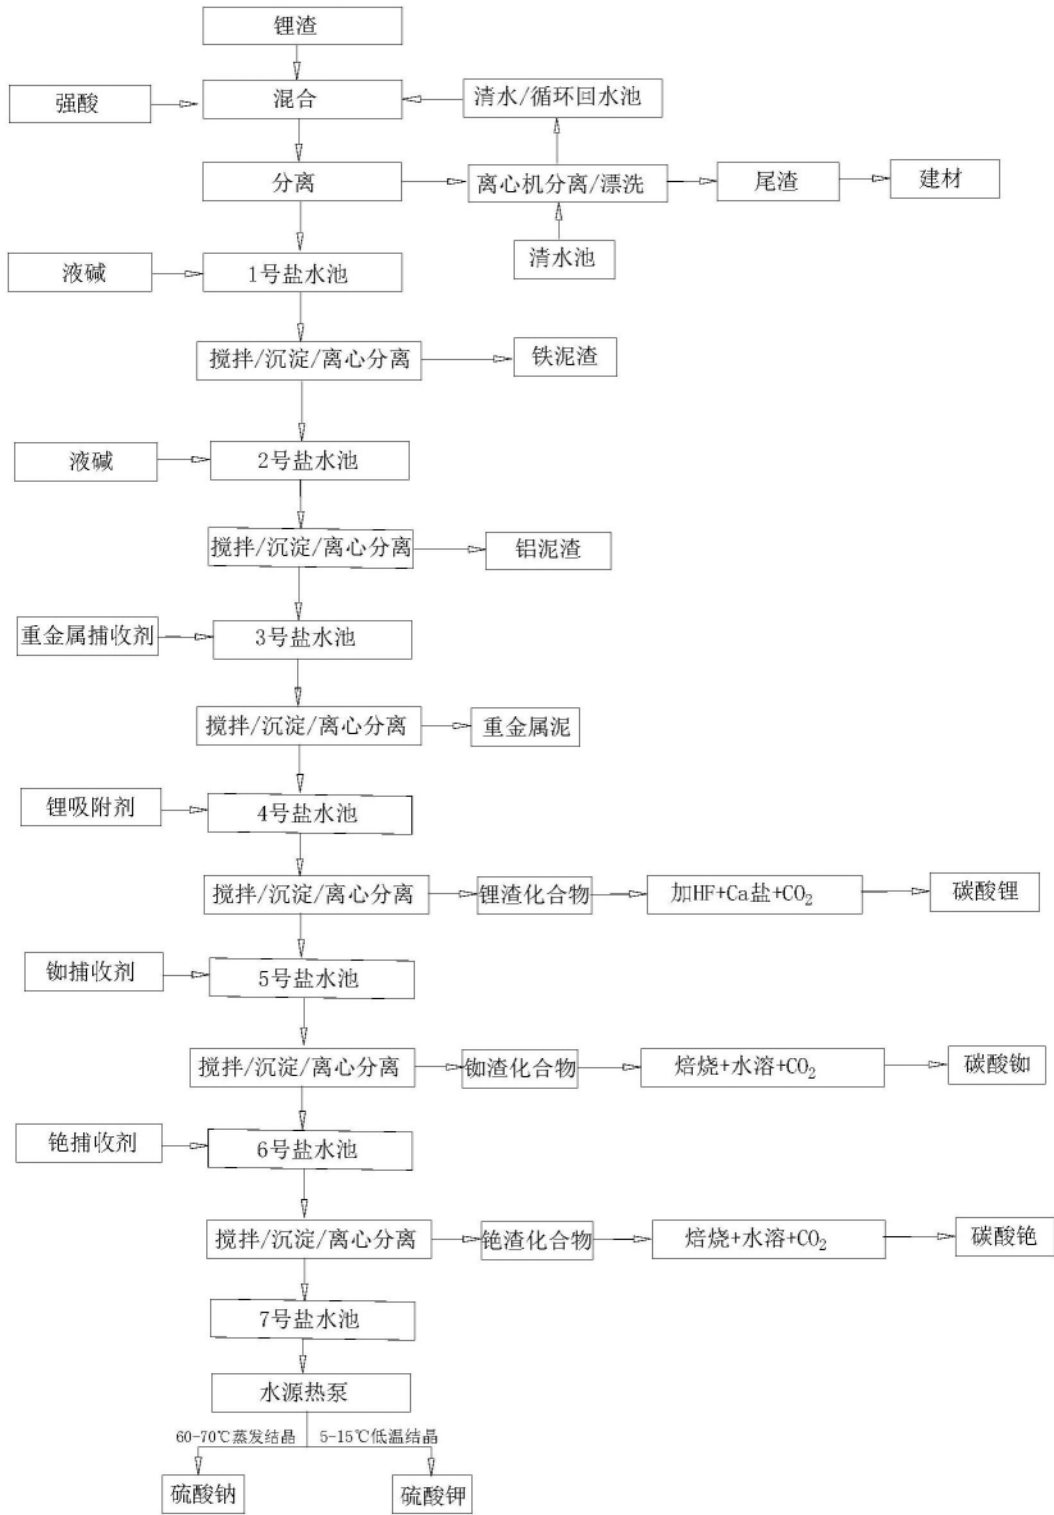 锂渣
强酸
混合
清水/循环回水池
分离
离心机分离/漂洗
尾渣
建材
清水池
液碱
1号盐水池
搅拌/沉淀/离心分离
铁泥渣
液碱
2号盐水池
搅拌/沉淀/离心分离
铝泥渣
重金属捕收剂
3号盐水池
搅拌/沉淀/离心分离
重金属泥
锂吸附剂
4号盐水池
搅拌/沉淀/离心分离
锂渣化合物
加HF+Ca盐+CO₂
碳酸锂
铷捕收剂
5号盐水池
搅拌/沉淀/离心分离
铷渣化合物
焙烧+水溶+CO₂
碳酸铷
铯捕收剂
6号盐水池
搅拌/沉淀/离心分离
铯渣化合物
焙烧+水溶+CO₂
碳酸铯
7号盐水池
水源热泵
60-70℃蒸发结晶
5-15℃低温结晶
硫酸钠
硫酸钾